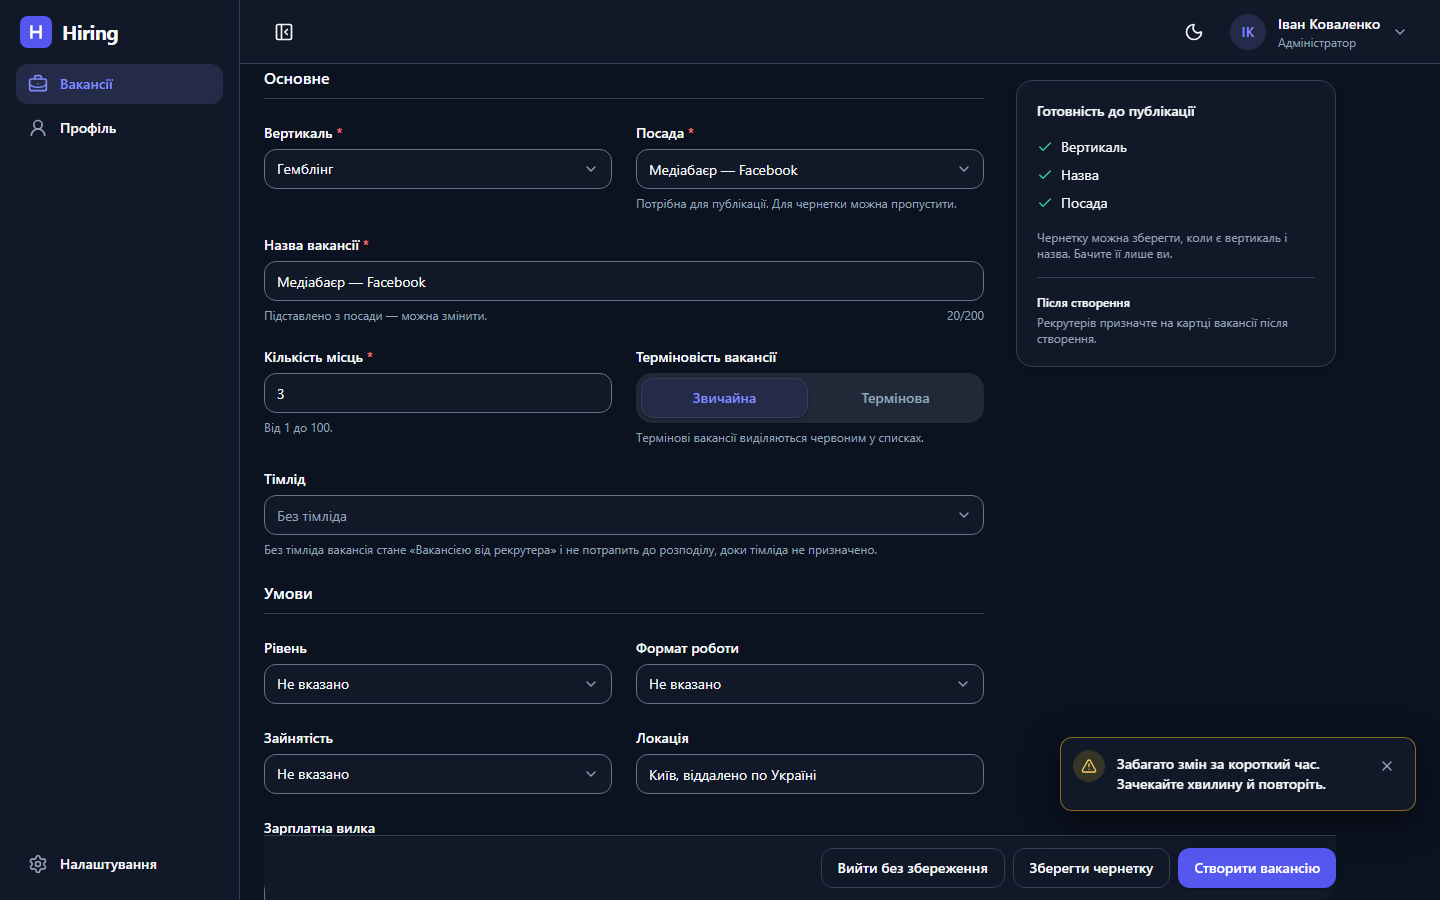 H Hiring
ІК
Іван Коваленко
Адміністратор
Вакансії
Профіль
Налаштування
Основне
Вертикаль *
Посада *
Гемблінг
Медіабаєр — Facebook
Потрібна для публікації. Для чернетки можна пропустити.
Назва вакансії *
Медіабаєр — Facebook
Підставлено з посади — можна змінити.
20/200
Кількість місць *
Терміновість вакансії
3
Звичайна
Термінова
Від 1 до 100.
Термінові вакансії виділяються червоним у списках.
Тімлід
Без тімліда
Без тімліда вакансія стане «Вакансією від рекрутера» і не потрапить до розподілу, доки тімліда не призначено.
Умови
Рівень
Формат роботи
Не вказано
Не вказано
Зайнятість
Локація
Не вказано
Київ, віддалено по Україні
Зарплатна вилка
Готовність до публікації
Вертикаль
Назва
Посада
Чернетку можна зберегти, коли є вертикаль і
назва. Бачите її лише ви.
Після створення
Рекрутерів призначте на картці вакансії після
створення.
Забагато змін за короткий час.
Зачекайте хвилину й повторіть.
Вийти без збереження
Зберегти чернетку
Створити вакансію